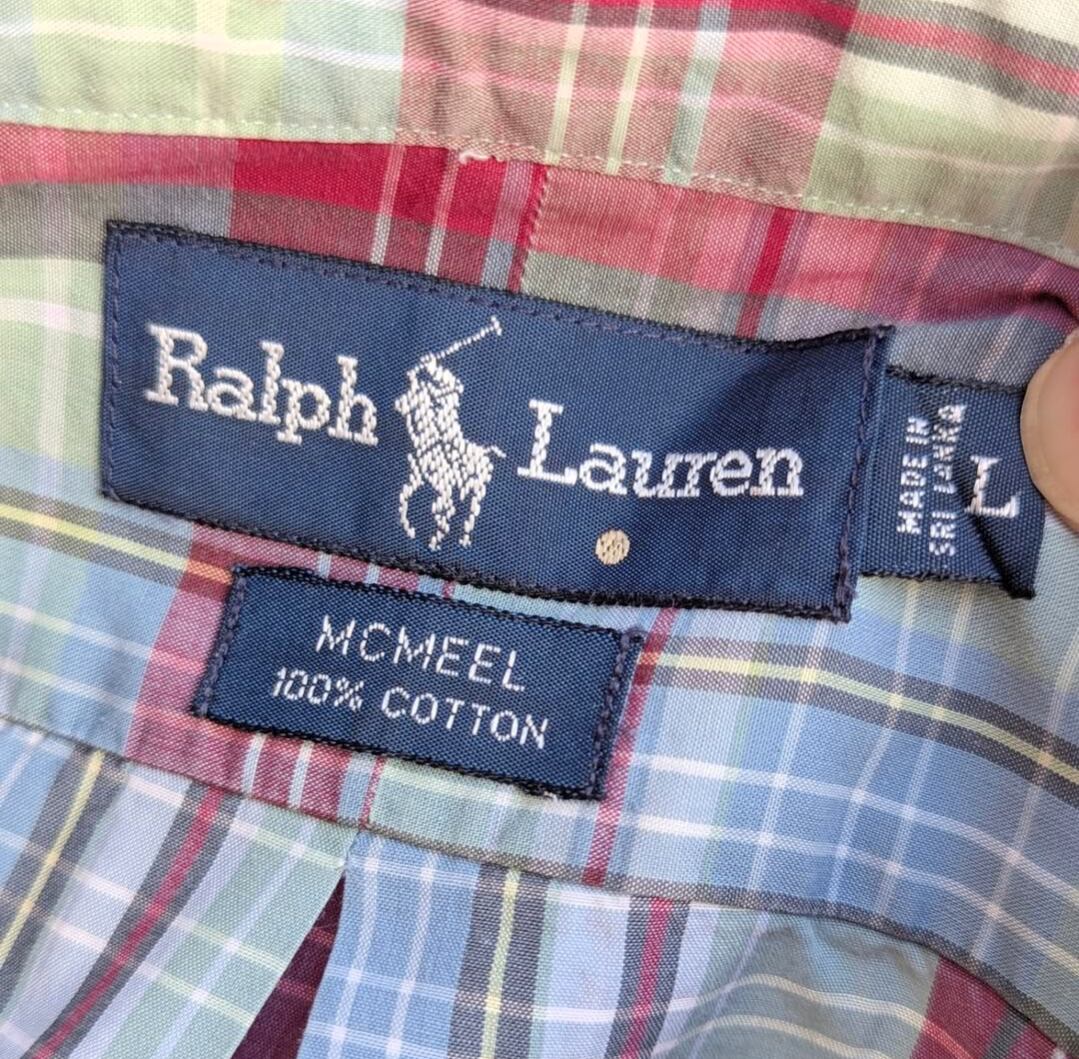 Ralph Lauren
MADE IN
SRI LANKA
L
MCMEEL
100% COTTON